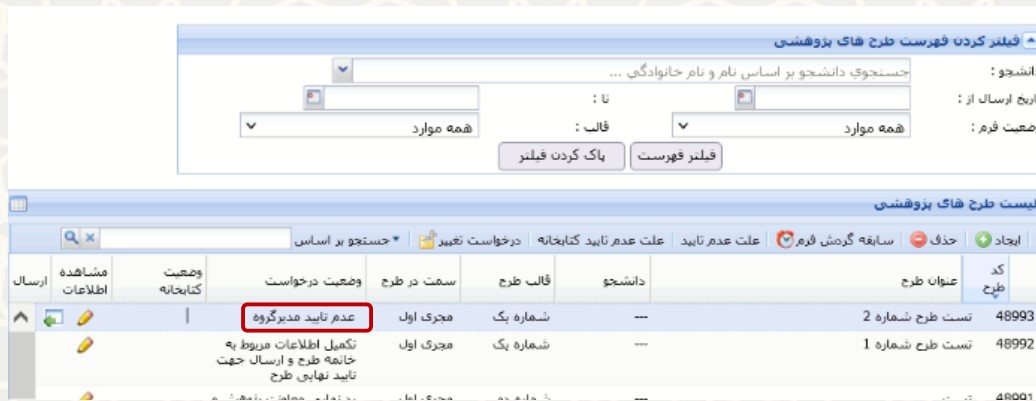 فیلتر کردن فهرست طرح های پژوهشی
دانشجو : جستجوي دانشجو بر اساس نام و نام خانوادگي ...
تا :
اریخ ارسال از :
ضعیت فرم : همه موارد قالب : همه موارد
فیلتر فهرست پاک کردن فیلتر
لیست طرح های پژوهشی
ایجاد حذف سابقه گردش فرم علت عدم تایید علت عدم تایید کتابخانه درخواست تغییر جستجو بر اساس
کد طرح عنوان طرح دانشجو قالب طرح سمت در طرح وضعیت درخواست وضعیت کتابخانه مشاهده اطلاعات ارسال
48993 تست طرح شماره 2 --- شماره یک مجری اول عدم تایید مدیرگروه
48992 تست طرح شماره 1 --- شماره یک مجری اول تکمیل اطلاعات مربوط به
خاتمه طرح و ارسال جهت
تایید نهایی طرح
48991